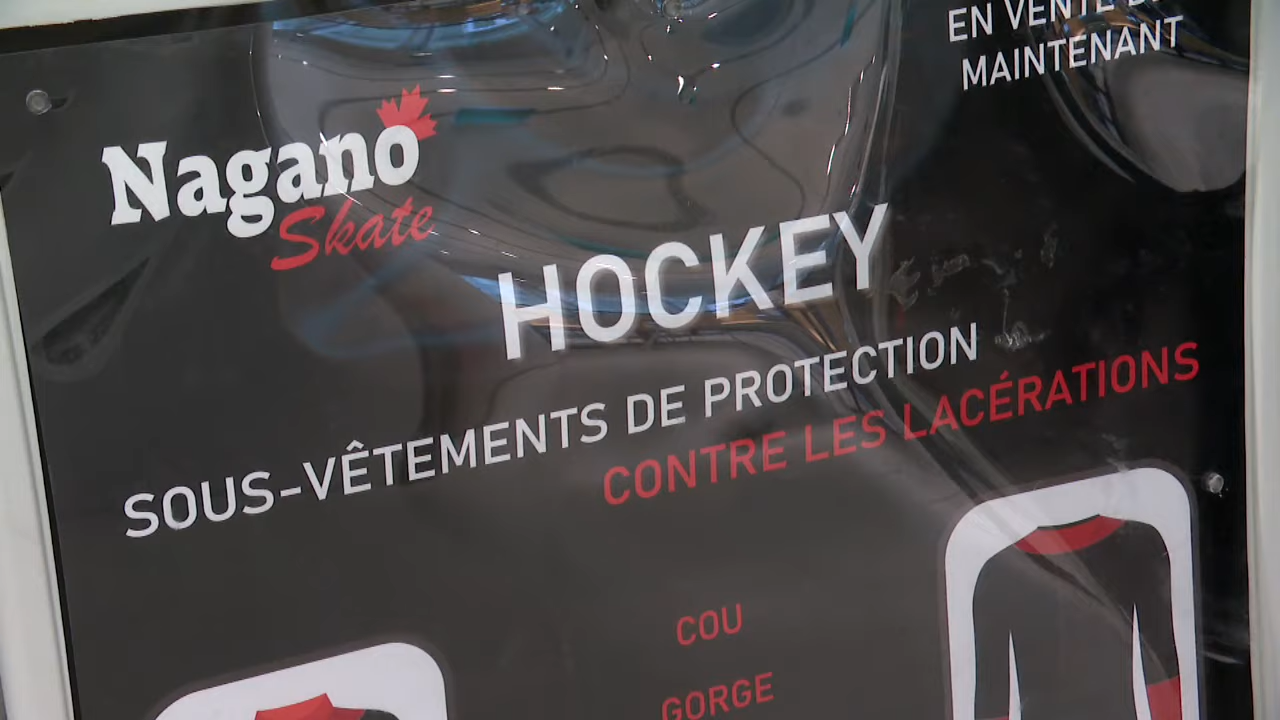 EN VENTE
MAINTENANT
Nagano
Skate
HOCKEY
SOUS-VÊTEMENTS DE PROTECTION
CONTRE LES LACÉRATIONS
COU
GORGE